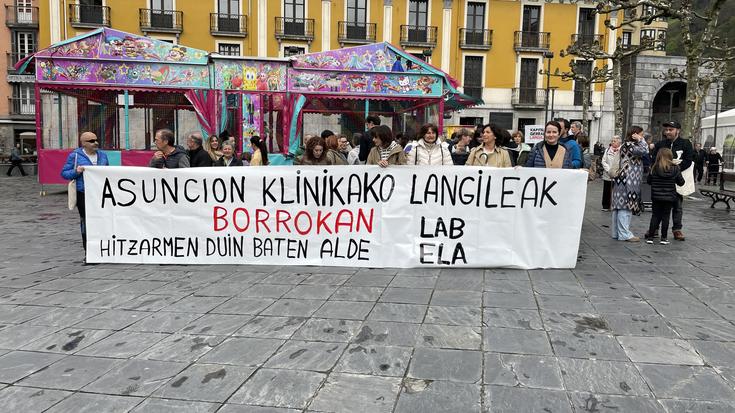 ASUNCION KLINIKAKO LANGILEAK
BORROKAN
HITZARMEN DUIN BATEN ALDE
LAB
ELA